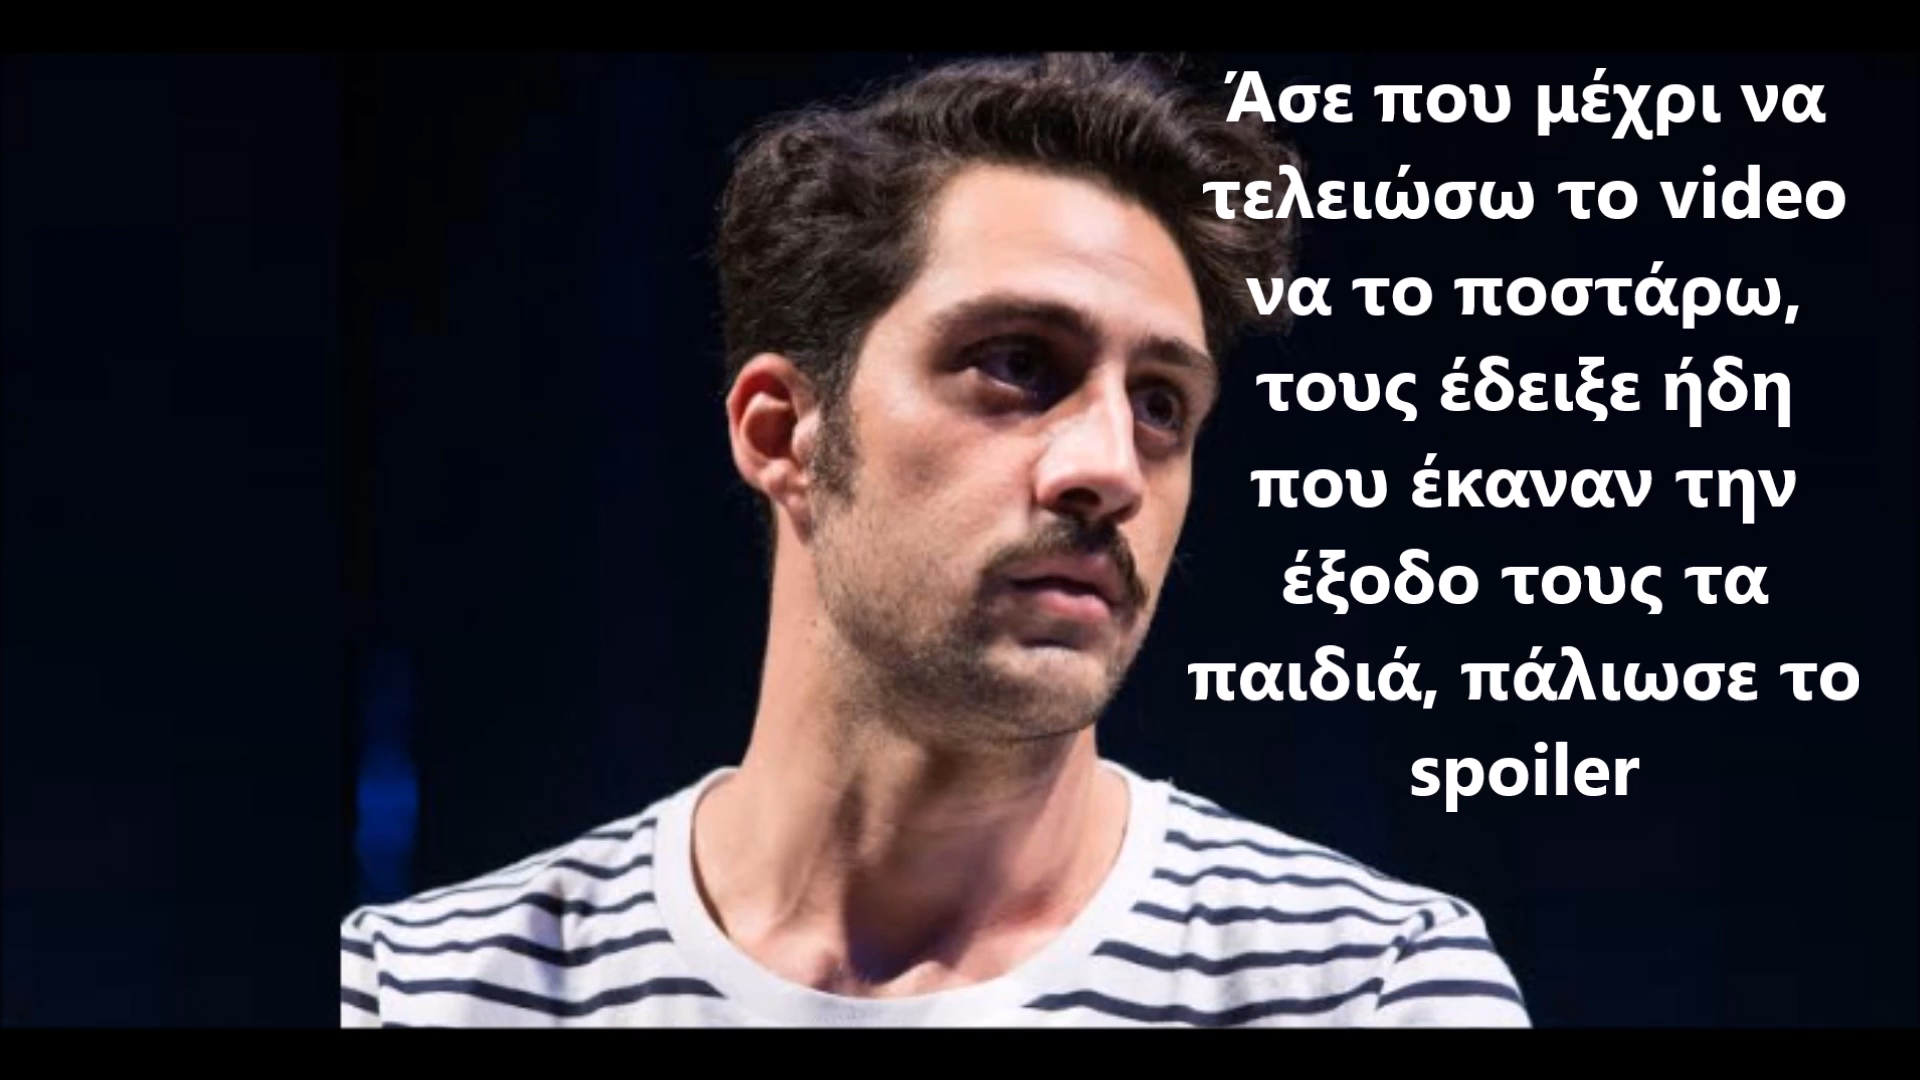 Άσε που μέχρι να
τελειώσω το video
να το ποστάρω,
τους έδειξε ήδη
που έκαναν την
έξοδο τους τα
παιδιά, πάλιωσε το
spoiler